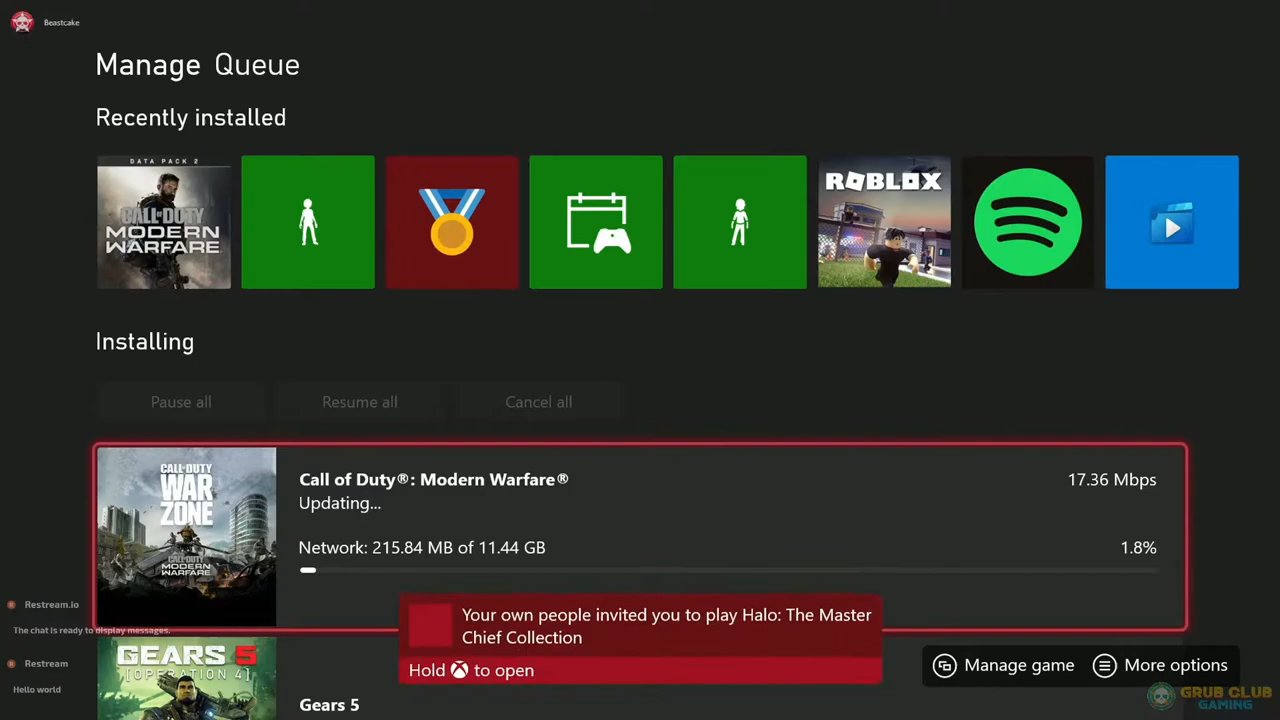 Beastcake
Manage Queue
Recently installed
DATA PACK 2
CALL OF DUTY
MODERN
WARFARE
ROBLOX
Installing
Pause all
Resume all
Cancel all
CALL OF DUTY
WAR
ZONE
CALL OF DUTY
MODERN
WARFARE
Call of Duty®: Modern Warfare®
17.36 Mbps
Updating...
Network: 215.84 MB of 11.44 GB
1.8%
Restream.io
The chat is ready to display messages.
Your own people invited you to play Halo: The Master
Chief Collection
Hold to open
Restream
Hello world
GEARS 5
[OPERATION 4]
Gears 5
Manage game
More options
GRUB CLUB
GAMING